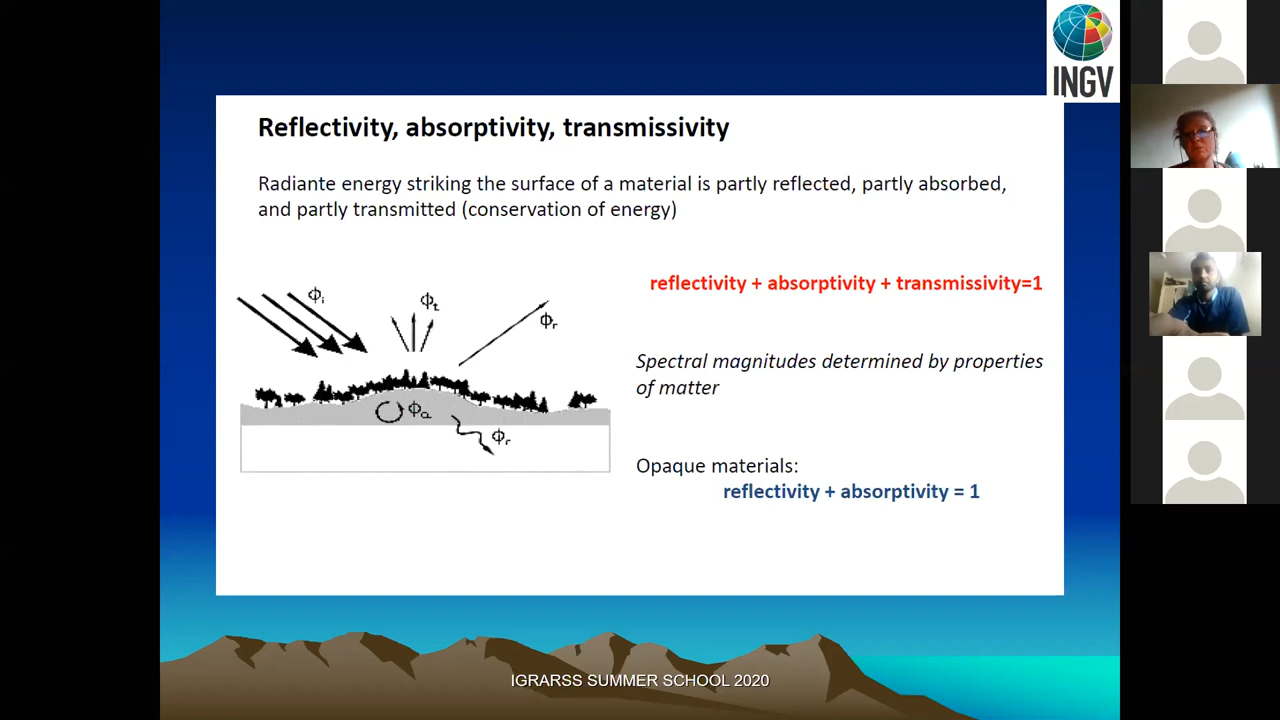 INGV
Reflectivity, absorptivity, transmissivity
Radiante energy striking the surface of a material is partly reflected, partly absorbed,
and partly transmitted (conservation of energy)
reflectivity + absorptivity + transmissivity=1
Φi
Φt
Φr
Spectral magnitudes determined by properties
of matter
Φa
Φr
Opaque materials:
reflectivity + absorptivity = 1
IGRARSS SUMMER SCHOOL 2020